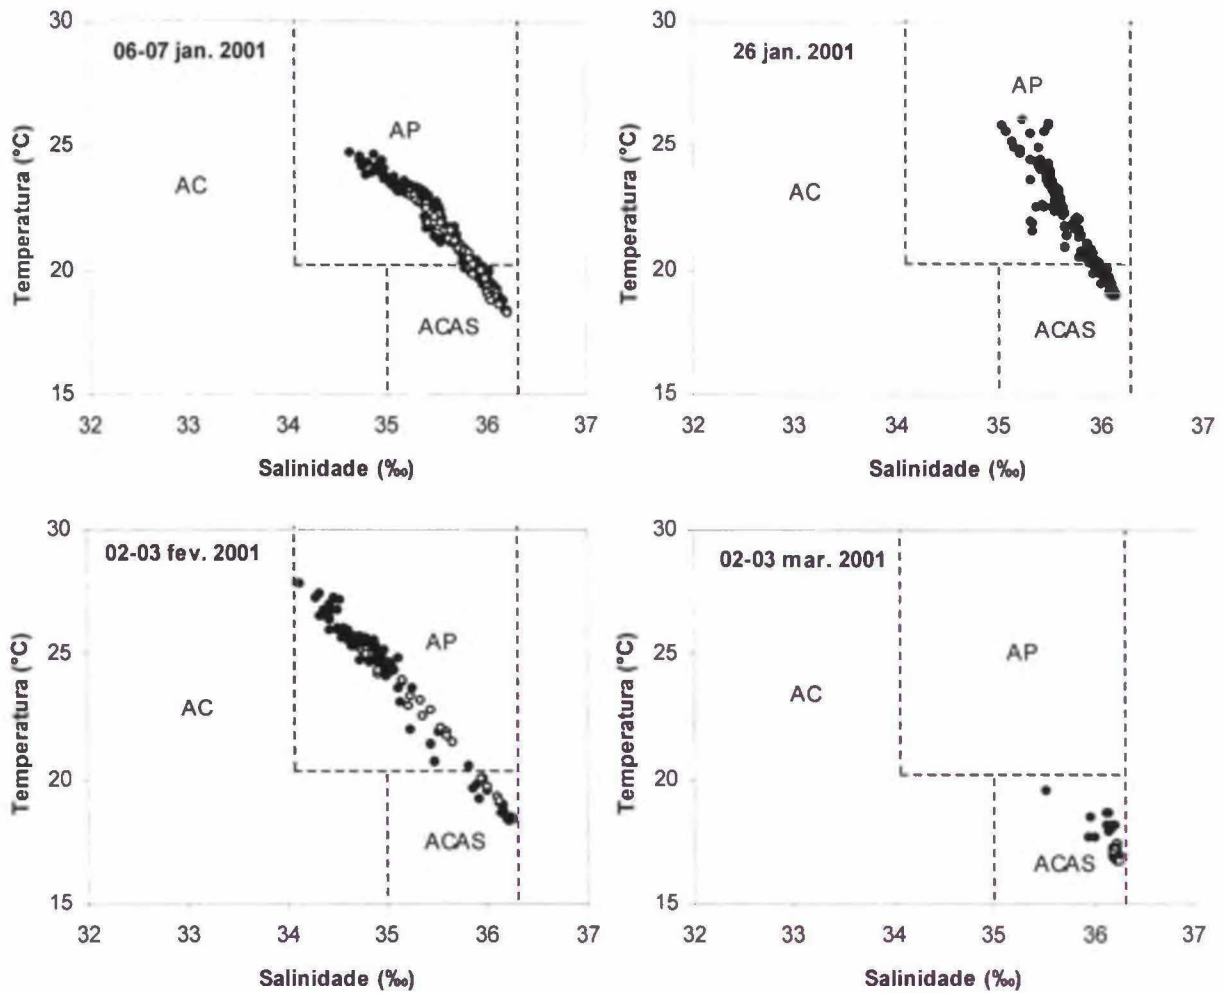 06-07 jan. 2001
Temperatura (°C)
30
25
20
15
AP
AC
ACAS
32 33 34 35 36 37
Salinidade (‰)
26 jan. 2001
Temperatura (°C)
30
25
20
15
AP
AC
ACAS
32 33 34 35 36 37
Salinidade (‰)
02-03 fev. 2001
Temperatura (°C)
30
25
20
15
AP
AC
ACAS
32 33 34 35 36 37
Salinidade (‰)
02-03 mar. 2001
Temperatura (°C)
30
25
20
15
AP
AC
ACAS
32 33 34 35 36 37
Salinidade (‰)